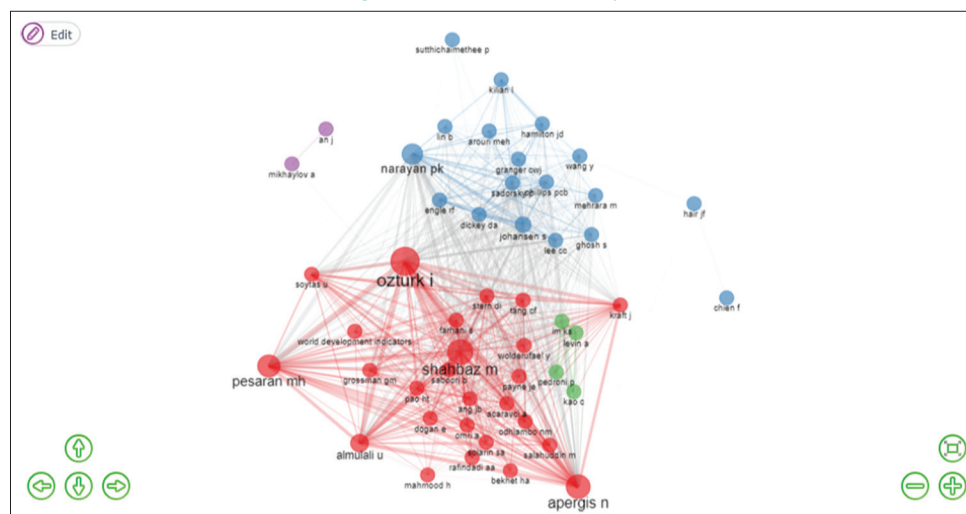 Edit
sutthichaimethee p
kilian l
an j
lin b
arouri meh
hamilton jd
mikhaylov a
narayan pk
granger cwj
wang y
sadorsky p
phillips pcb
mehrara m
engle rf
hair jf
dickey da
johansen s
lee cc
ghosh s
ozturk i
soytas u
stern di
tang cf
chien f
kraft j
farhani s
im ks
levin a
world development indicators
wolde-rufael y
shahbaz m
pesaran mh
grossman gm
saboori b
payne je
pedroni p
pao ht
ang jb
acaravci a
kao c
dogan e
omri a
odhiambo nm
almulali u
solarin sa
salahuddin m
rafindadi aa
mahmood h
bekhet ha
apergis n